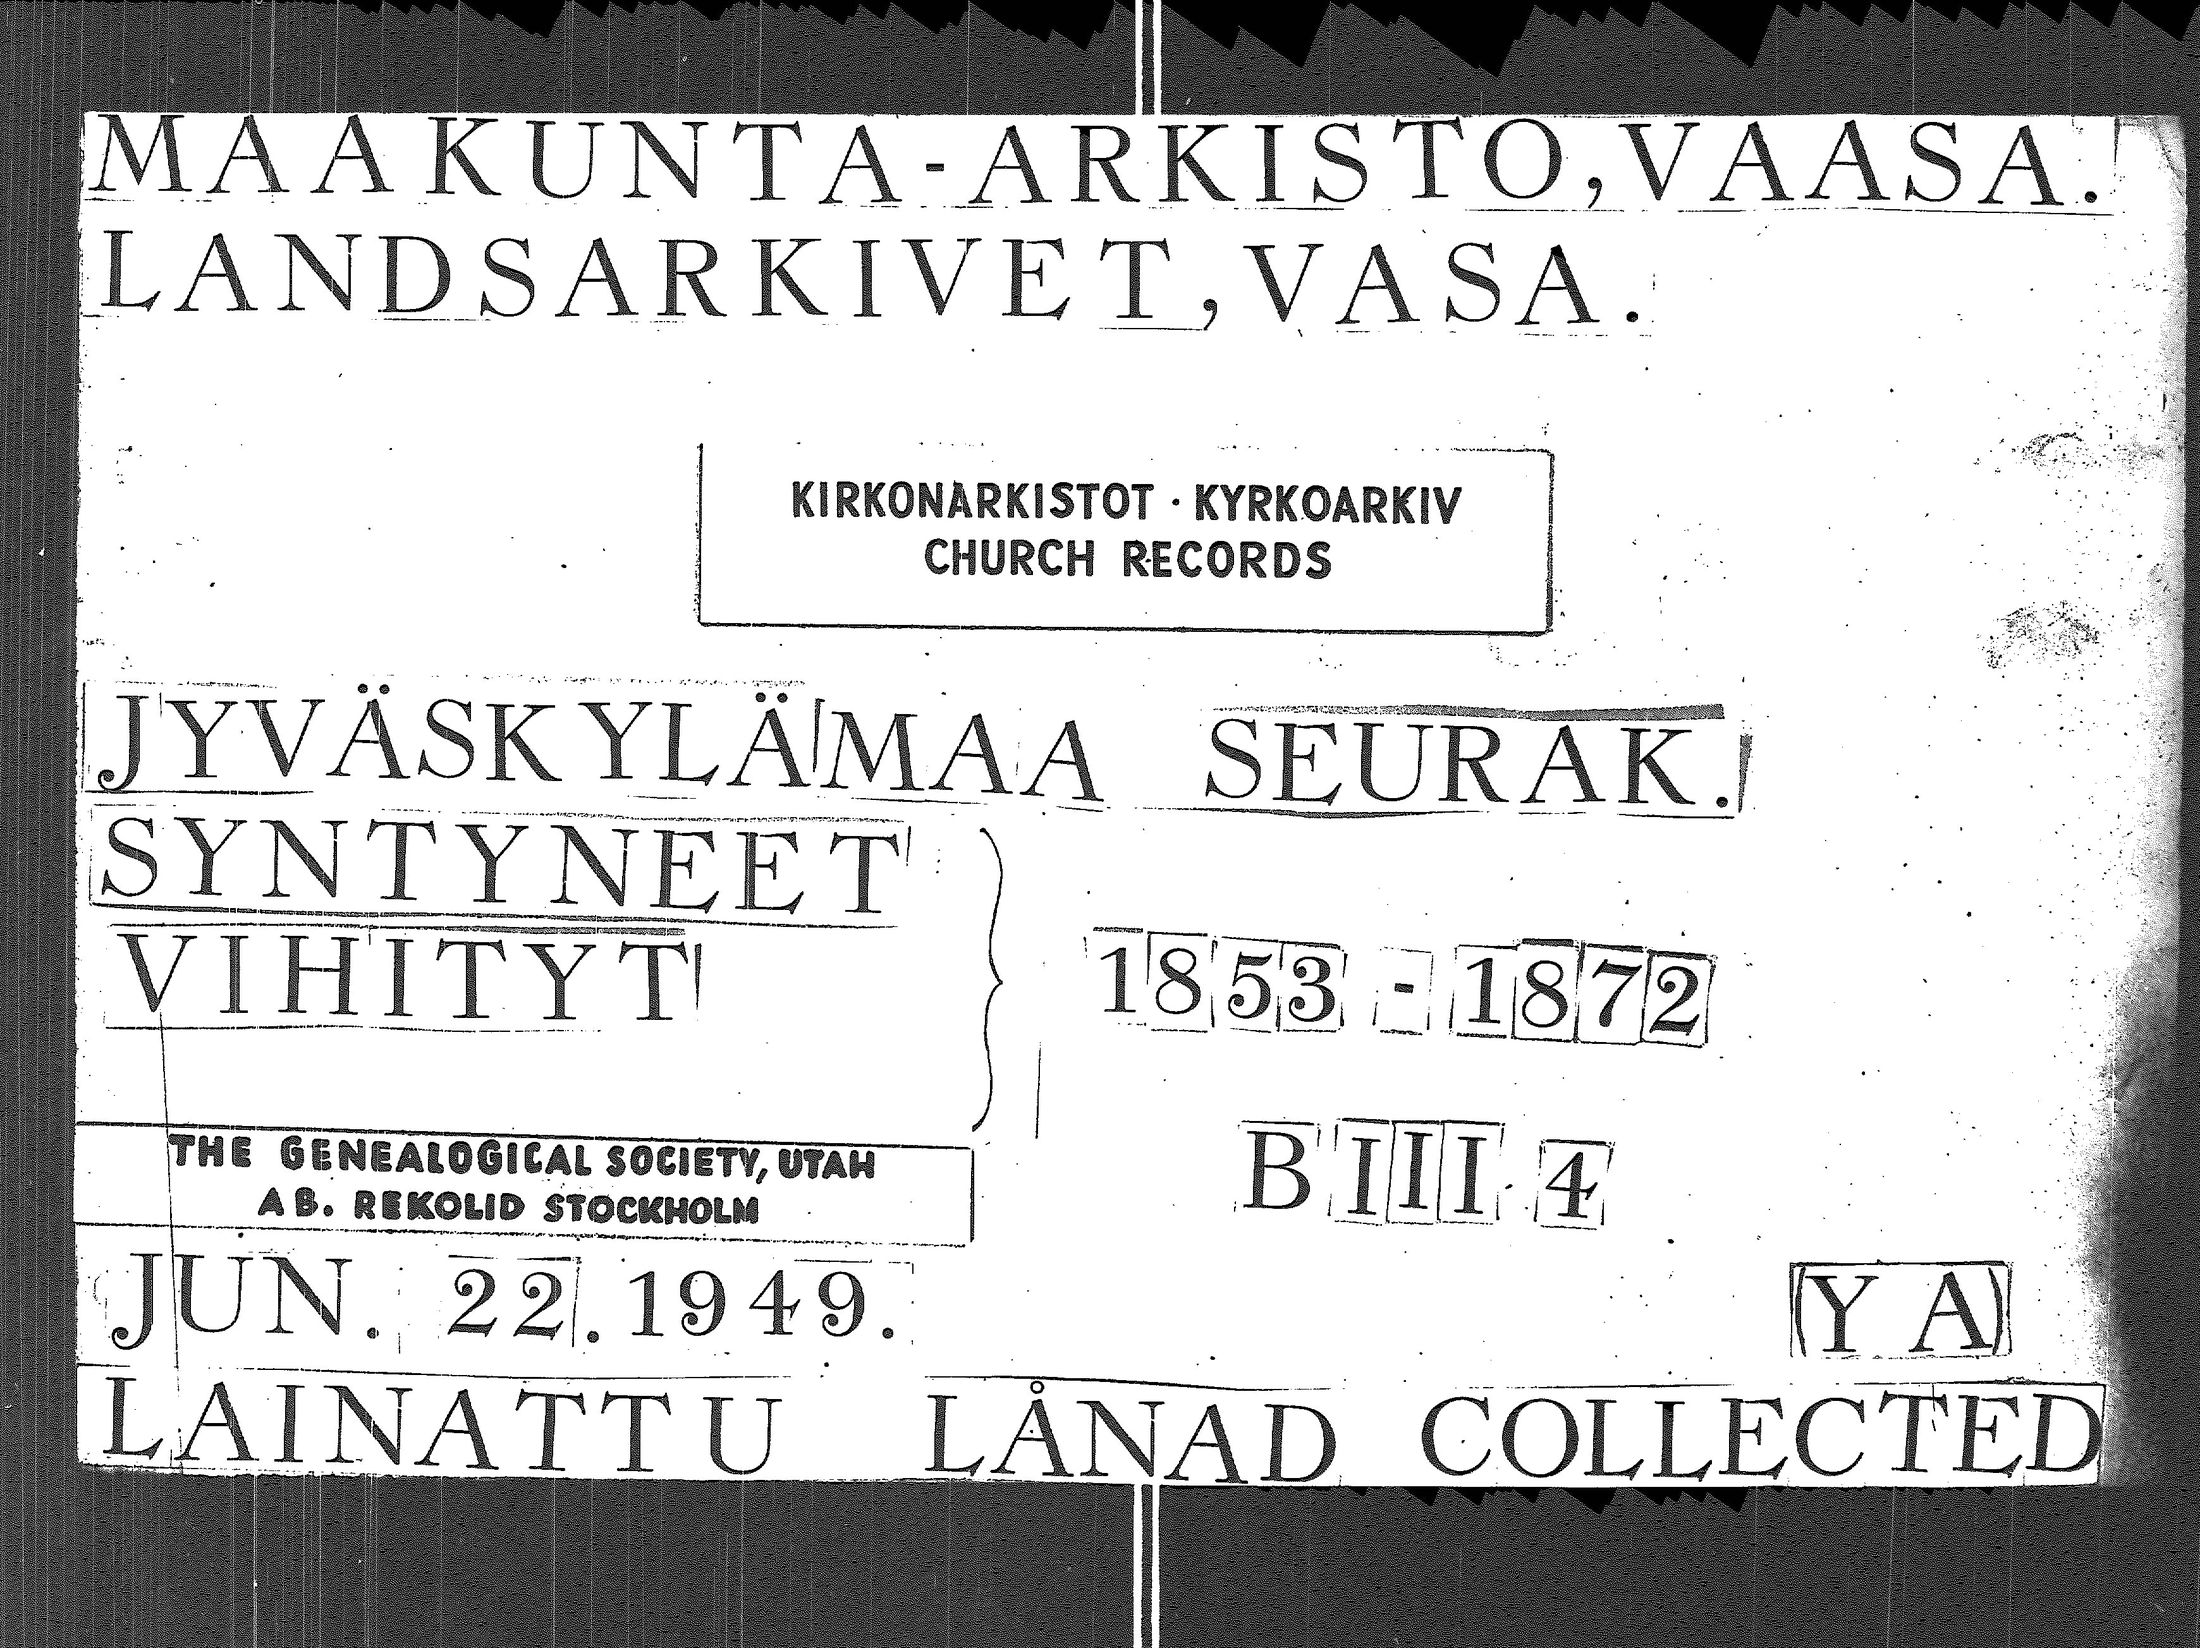 MAAKUNTA-ARKISTO, VAASA.
LANDSARKIVET, VASA.
KIRKONARKISTOT · KYRKOARKIV
CHURCH RECORDS
JYVÄSKYLÄMAA SEURAK.
SYNTYNEET
VIHITYT
1853 - 1872
B III 4
THE GENEALOGICAL SOCIETY, UTAH
AB. REKOLID STOCKHOLM
JUN. 22. 1949.
(Y A)
LAINATTU LÅNAD COLLECTED